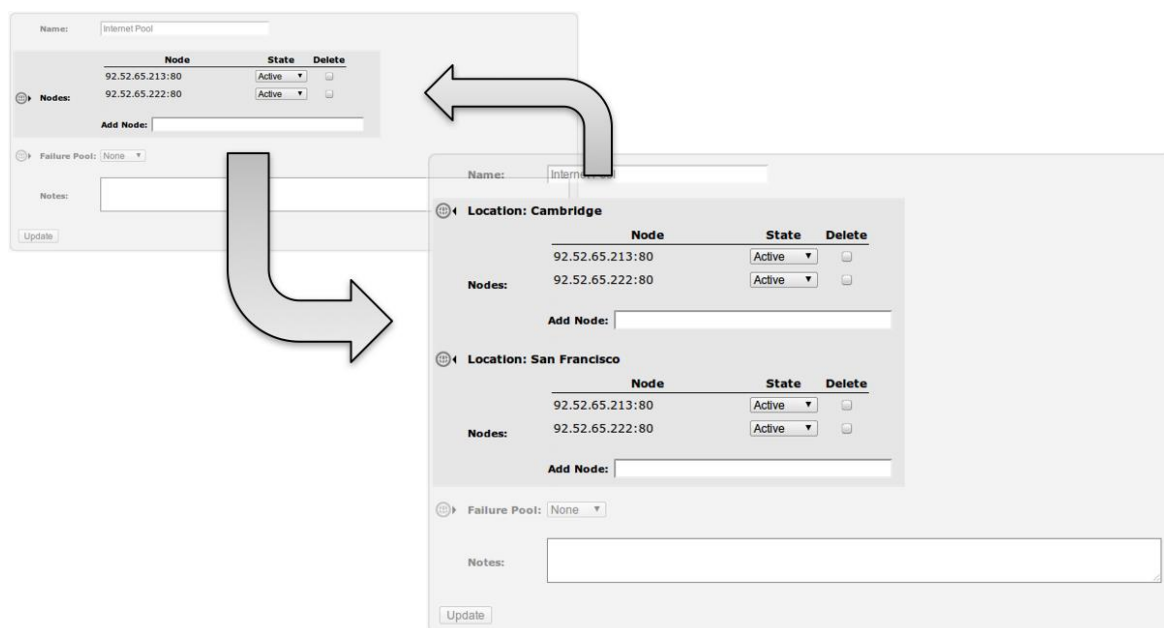 Name: Internet Pool
Node State Delete
92.52.65.213:80 Active
Nodes: 92.52.65.222:80 Active
Add Node:
Failure Pool: None
Notes:
Update
Name: Internet Pool
Location: Cambridge
Node State Delete
92.52.65.213:80 Active
Nodes: 92.52.65.222:80 Active
Add Node:
Location: San Francisco
Node State Delete
92.52.65.213:80 Active
Nodes: 92.52.65.222:80 Active
Add Node:
Failure Pool: None
Notes:
Update